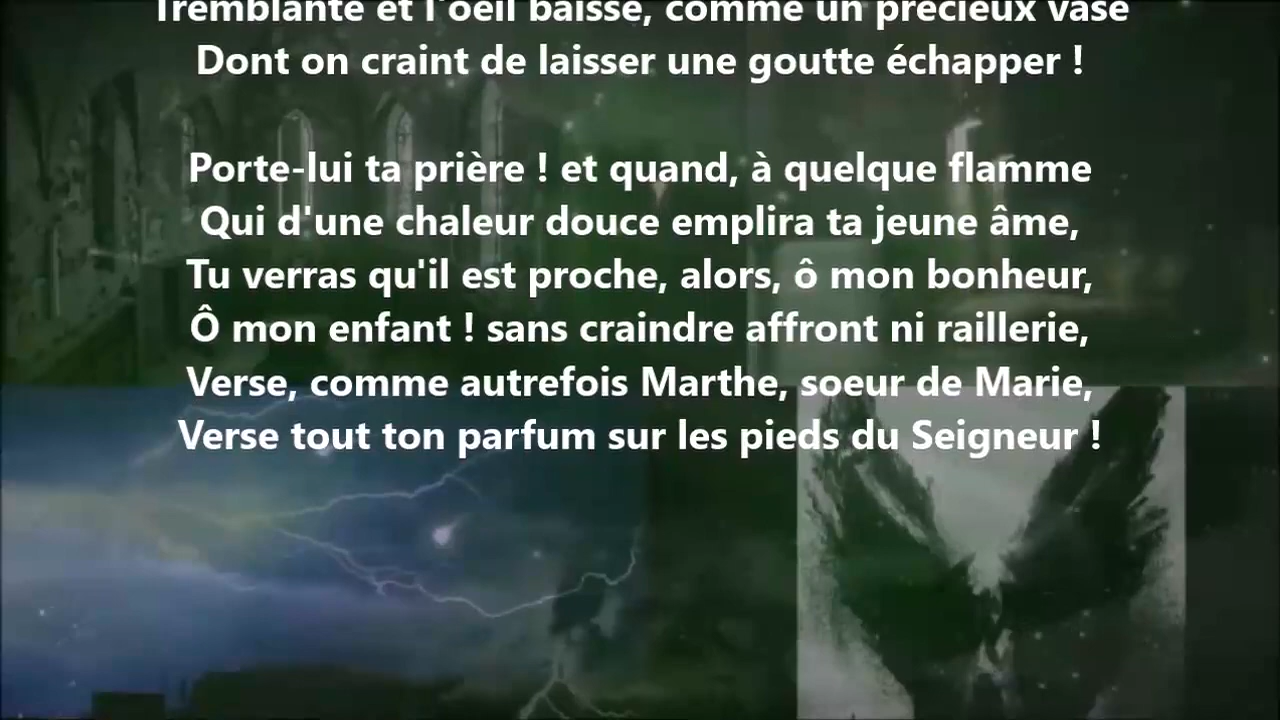 Tremblante et l'oeil baissé, comme un précieux vase
Dont on craint de laisser une goutte échapper !
Porte-lui ta prière ! et quand, à quelque flamme
Qui d'une chaleur douce emplira ta jeune âme,
Tu verras qu'il est proche, alors, ô mon bonheur,
Ô mon enfant ! sans craindre affront ni raillerie,
Verse, comme autrefois Marthe, soeur de Marie,
Verse tout ton parfum sur les pieds du Seigneur !